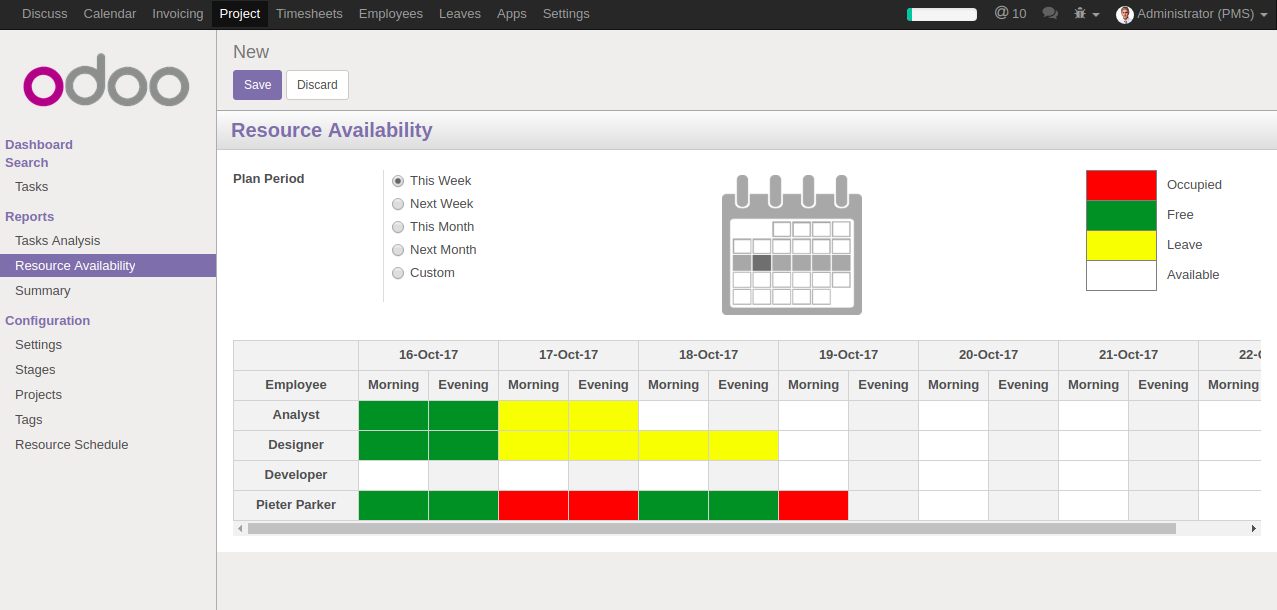 Discuss Calendar Invoicing Project Timesheets Employees Leaves Apps Settings @ 10 Administrator (PMS)
odoo
Dashboard
Search
Tasks
Reports
Tasks Analysis
Resource Availability
Summary
Configuration
Settings
Stages
Projects
Tags
Resource Schedule
New
Save Discard
Resource Availability
Plan Period
This Week
Next Week
This Month
Next Month
Custom
Occupied
Free
Leave
Available
16-Oct-17 17-Oct-17 18-Oct-17 19-Oct-17 20-Oct-17 21-Oct-17 22-
Employee Morning Evening Morning Evening Morning Evening Morning Evening Morning Evening Morning Evening Morning
Analyst
Designer
Developer
Pieter Parker